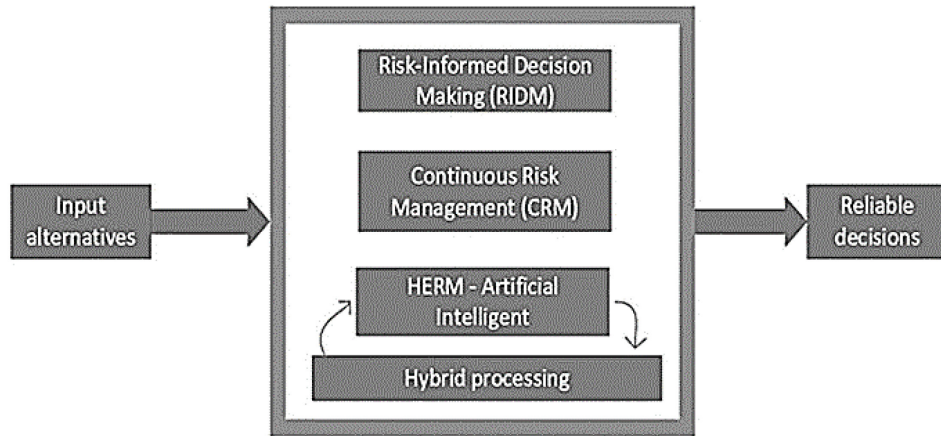 Risk-Informed Decision
Making (RIDM)
Continuous Risk
Management (CRM)
Input
alternatives
Reliable
decisions
HERM - Artificial
Intelligent
Hybrid processing